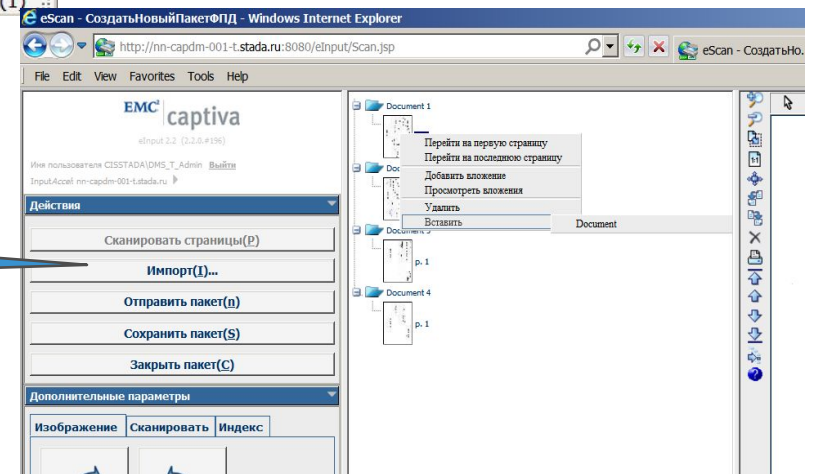 (1)
eScan - СоздатьНовыйПакетФПД - Windows Internet Explorer
http://nn-capdm-001-t.stada.ru:8080/eInput/Scan.jsp
eScan - СоздатьНо...
File Edit View Favorites Tools Help
EMC² captiva
eInput 2.2 (2.2.0.#196)
Имя пользователя CISSTADA\DMS_T_Admin Выйти
InputAccel nn-capdm-001-t.stada.ru
Действия
Сканировать страницы(P)
Импорт(I)...
Отправить пакет(n)
Сохранить пакет(S)
Закрыть пакет(C)
Дополнительные параметры
Изображение Сканировать Индекс
Document 1
Перейти на первую страницу
Перейти на последнюю страницу
Добавить вложение
Просмотреть вложения
Удалить
Вставить
Document
p. 1
Document 4
p. 1